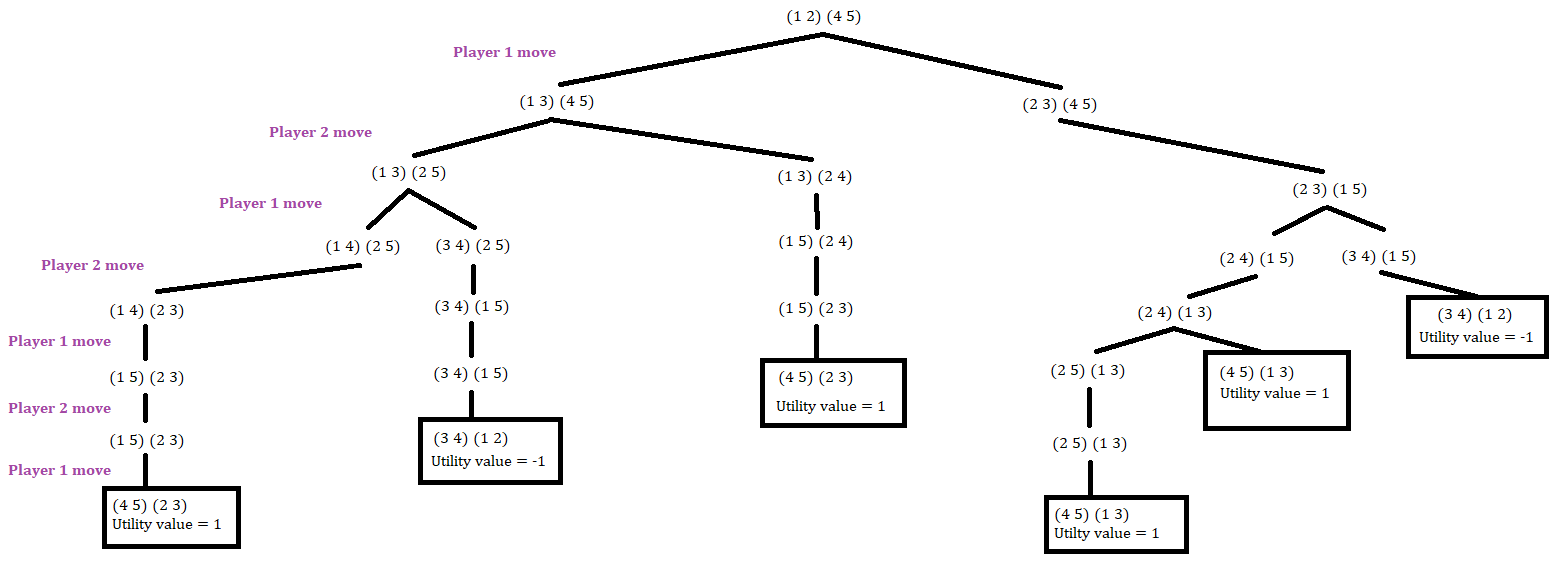 (1 2) (4 5)
Player 1 move
(1 3) (4 5)
(2 3) (4 5)
Player 2 move
(1 3) (2 5)
(1 3) (2 4)
(2 3) (1 5)
Player 1 move
(1 4) (2 5)
(3 4) (2 5)
(1 5) (2 4)
(2 4) (1 5)
(3 4) (1 5)
Player 2 move
(1 4) (2 3)
(3 4) (1 5)
(1 5) (2 3)
(2 4) (1 3)
(3 4) (1 2)
Utility value = -1
Player 1 move
(1 5) (2 3)
(3 4) (1 5)
(4 5) (2 3)
Utility value = 1
(2 5) (1 3)
(4 5) (1 3)
Utility value = 1
Player 2 move
(1 5) (2 3)
(3 4) (1 2)
Utility value = -1
(2 5) (1 3)
Player 1 move
(4 5) (2 3)
Utility value = 1
(4 5) (1 3)
Utilty value = 1